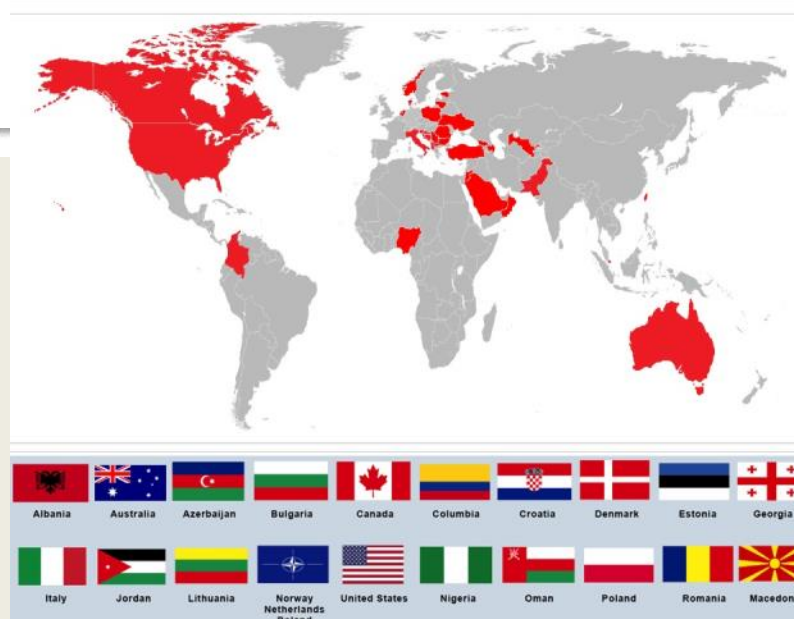 Albania Australia Azerbaijan Bulgaria Canada Columbia Croatia Denmark Estonia Georgia
Italy Jordan Lithuania Norway United States Nigeria Oman Poland Romania Macedon
Netherlands